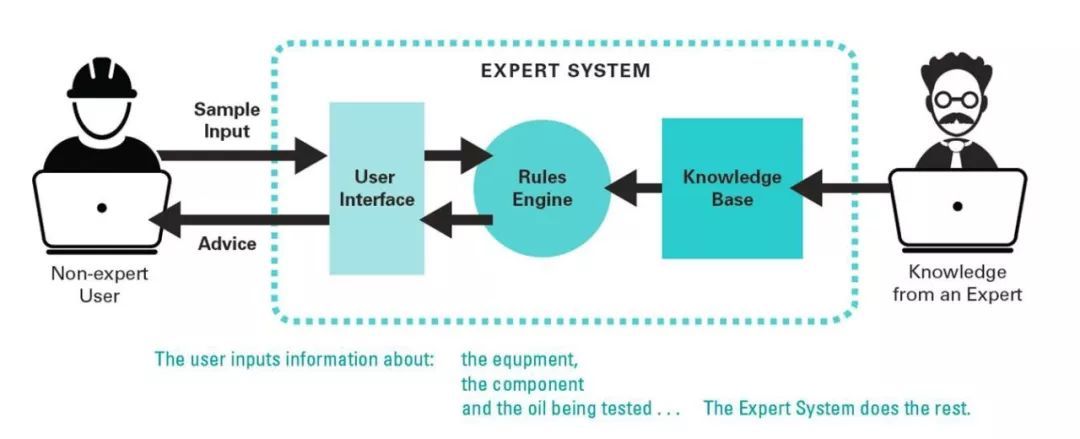 EXPERT SYSTEM
Sample
Input
User
Interface
Rules
Engine
Knowledge
Base
Advice
Non-expert
User
Knowledge
from an Expert
The user inputs information about: the equpment,
the component
and the oil being tested . . . The Expert System does the rest.